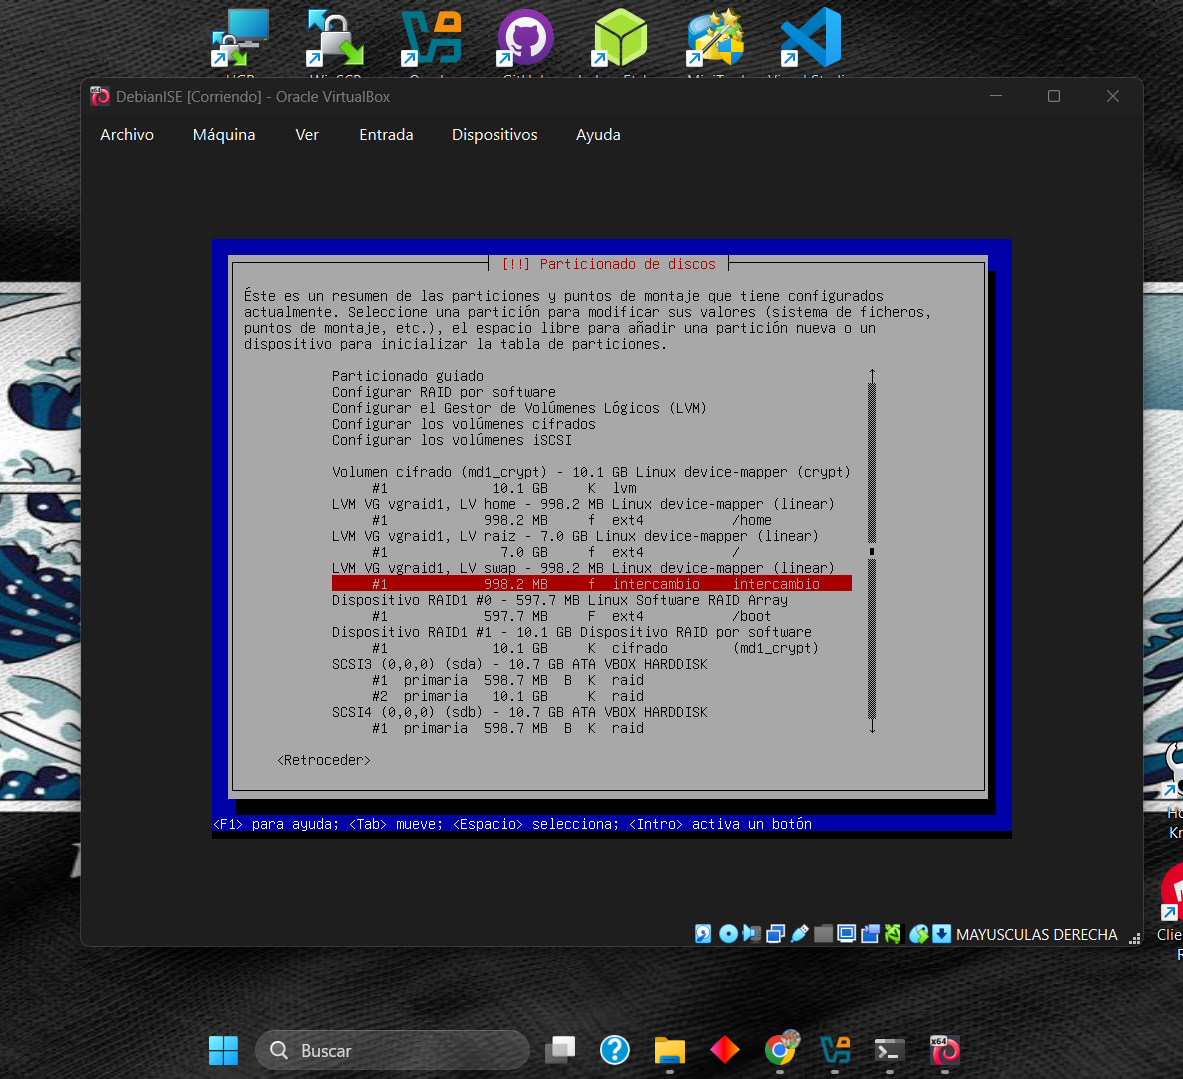 DebianISE [Corriendo] - Oracle VirtualBox
Archivo Máquina Ver Entrada Dispositivos Ayuda
[!!] Particionado de discos
Éste es un resumen de las particiones y puntos de montaje que tiene configurados
actualmente. Seleccione una partición para modificar sus valores (sistema de ficheros,
puntos de montaje, etc.), el espacio libre para añadir una partición nueva o un
dispositivo para inicializar la tabla de particiones.
Particionado guiado
Configurar RAID por software
Configurar el Gestor de Volúmenes Lógicos (LVM)
Configurar los volúmenes cifrados
Configurar los volúmenes iSCSI
Volumen cifrado (md1_crypt) - 10.1 GB Linux device-mapper (crypt)
#1 10.1 GB K lvm
LVM VG vgraid1, LV home - 998.2 MB Linux device-mapper (linear)
#1 998.2 MB f ext4 /home
LVM VG vgraid1, LV raiz - 7.0 GB Linux device-mapper (linear)
#1 7.0 GB f ext4 /
LVM VG vgraid1, LV swap - 998.2 MB Linux device-mapper (linear)
#1 998.2 MB f intercambio intercambio
Dispositivo RAID1 #0 - 597.7 MB Linux Software RAID Array
#1 597.7 MB F ext4 /boot
Dispositivo RAID1 #1 - 10.1 GB Dispositivo RAID por software
#1 10.1 GB K cifrado (md1_crypt)
SCSI3 (0,0,0) (sda) - 10.7 GB ATA VBOX HARDDISK
#1 primaria 598.7 MB B K raid
#2 primaria 10.1 GB K raid
SCSI4 (0,0,0) (sdb) - 10.7 GB ATA VBOX HARDDISK
#1 primaria 598.7 MB B K raid
<Retroceder>
<F1> para ayuda; <Tab> mueve; <Espacio> selecciona; <Intro> activa un botón
MAYUSCULAS DERECHA
Buscar
x64